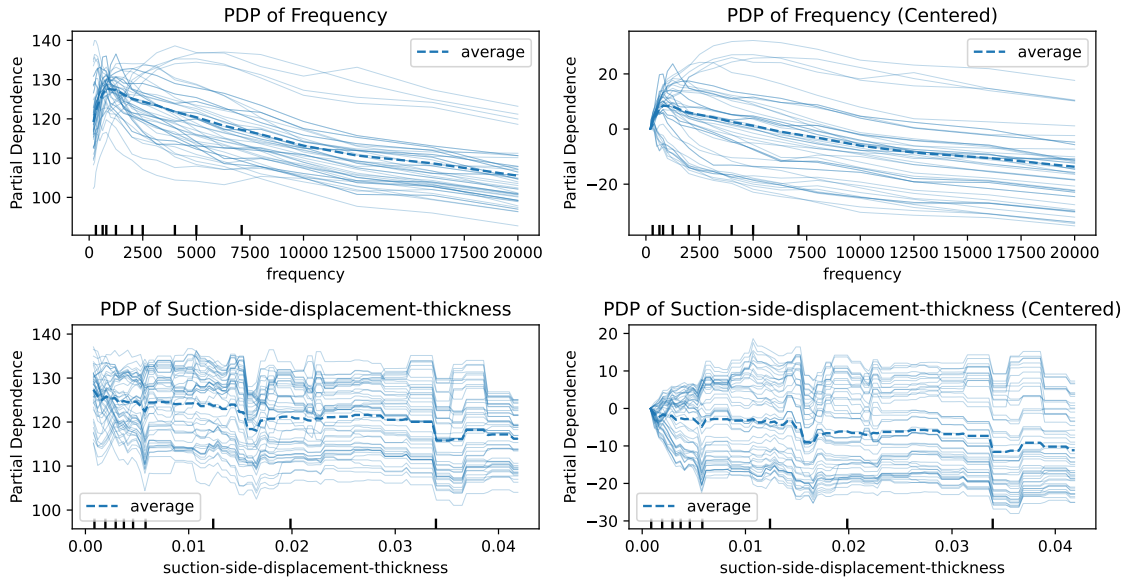 PDP of Frequency
140
130
120
110
100
Partial Dependence
average
0 2500 5000 7500 10000 12500 15000 17500 20000
frequency
PDP of Frequency (Centered)
20
0
−20
Partial Dependence
average
0 2500 5000 7500 10000 12500 15000 17500 20000
frequency
PDP of Suction-side-displacement-thickness
140
130
120
110
100
Partial Dependence
average
0.00 0.01 0.02 0.03 0.04
suction-side-displacement-thickness
PDP of Suction-side-displacement-thickness (Centered)
20
10
0
−10
−20
−30
Partial Dependence
average
0.00 0.01 0.02 0.03 0.04
suction-side-displacement-thickness